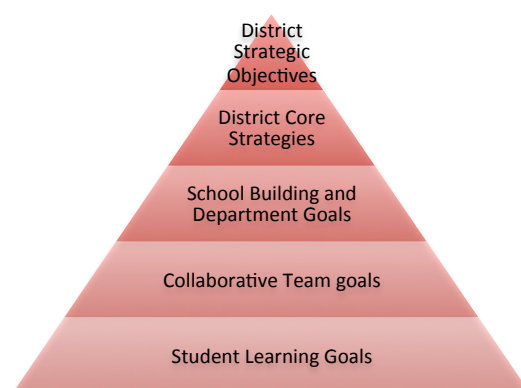 District
Strategic
Objectives
District Core
Strategies
School Building and
Department Goals
Collaborative Team goals
Student Learning Goals